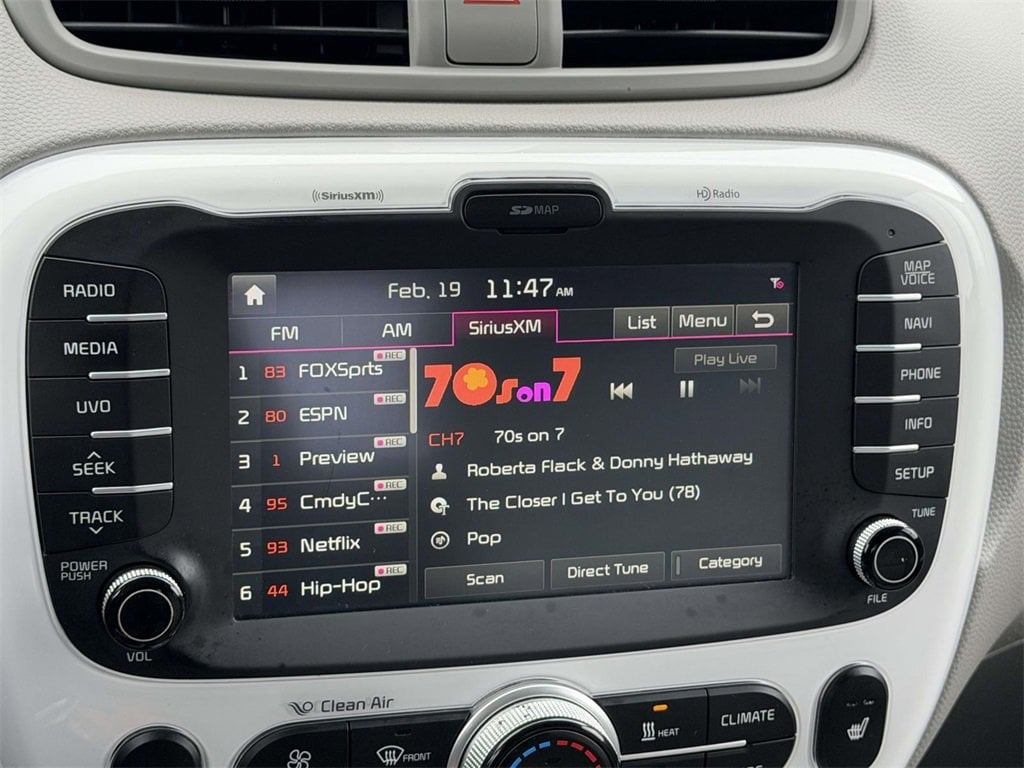 ((SiriusXM))
SD MAP
HD Radio
RADIO
MEDIA
UVO
SEEK
TRACK
POWER
PUSH
VOL
Feb. 19 11:47 AM
FM AM SiriusXM List Menu
1 83 FOXSprts REC
2 80 ESPN REC
3 1 Preview REC
4 95 CmdyC... REC
5 93 Netflix REC
6 44 Hip-Hop REC
Play Live
70s on 7
CH7 70s on 7
Roberta Flack & Donny Hathaway
The Closer I Get To You (78)
Pop
Scan Direct Tune Category
MAP
VOICE
NAVI
PHONE
INFO
SETUP
TUNE
FILE
Clean Air
FRONT
HEAT
CLIMATE